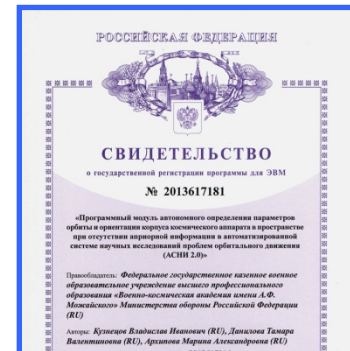 РОССИЙСКАЯ ФЕДЕРАЦИЯ
СВИДЕТЕЛЬСТВО
о государственной регистрации программы для ЭВМ
№ 2013617181
«Программный модуль автономного определения параметров
орбиты и ориентации корпуса космического аппарата в пространстве
при отсутствии априорной информации в автоматизированной
системе научных исследований проблем орбитального движения
(АСНИ 2.0)»
Правообладатель: Федеральное государственное казенное военное
образовательное учреждение высшего профессионального
образования «Военно-космическая академия имени А.Ф.
Можайского» Министерства обороны Российской Федерации
(RU)
Авторы: Кузнецов Владислав Иванович (RU), Данилова Тамара
Валентиновна (RU), Архипова Марина Александровна (RU)